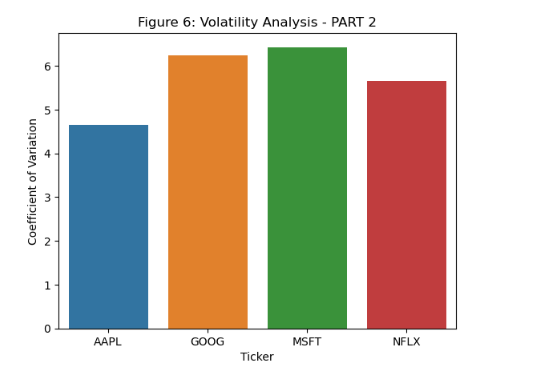 Figure 6: Volatility Analysis - PART 2
Coefficient of Variation
6
5
4
3
2
1
0
AAPL GOOG MSFT NFLX
Ticker